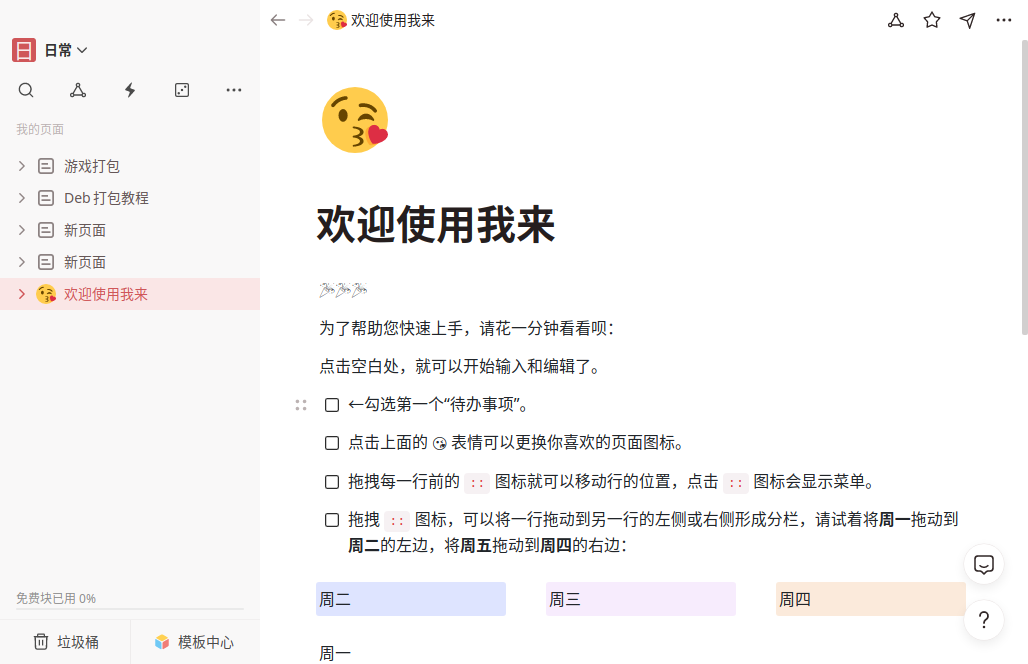 日 日常
我的页面
游戏打包
Deb 打包教程
新页面
新页面
😘 欢迎使用我来
免费块已用 0%
垃圾桶
模板中心
😘 欢迎使用我来
欢迎使用我来
🎉🎉🎉
为了帮助您快速上手，请花一分钟看看呗：
点击空白处，就可以开始输入和编辑了。
←勾选第一个“待办事项”。
点击上面的 😘 表情可以更换你喜欢的页面图标。
拖拽每一行前的 :: 图标就可以移动行的位置，点击 :: 图标会显示菜单。
拖拽 :: 图标，可以将一行拖动到另一行的左侧或右侧形成分栏，请试着将周一拖动到
周二的左边，将周五拖动到周四的右边：
周二
周三
周四
周一
?